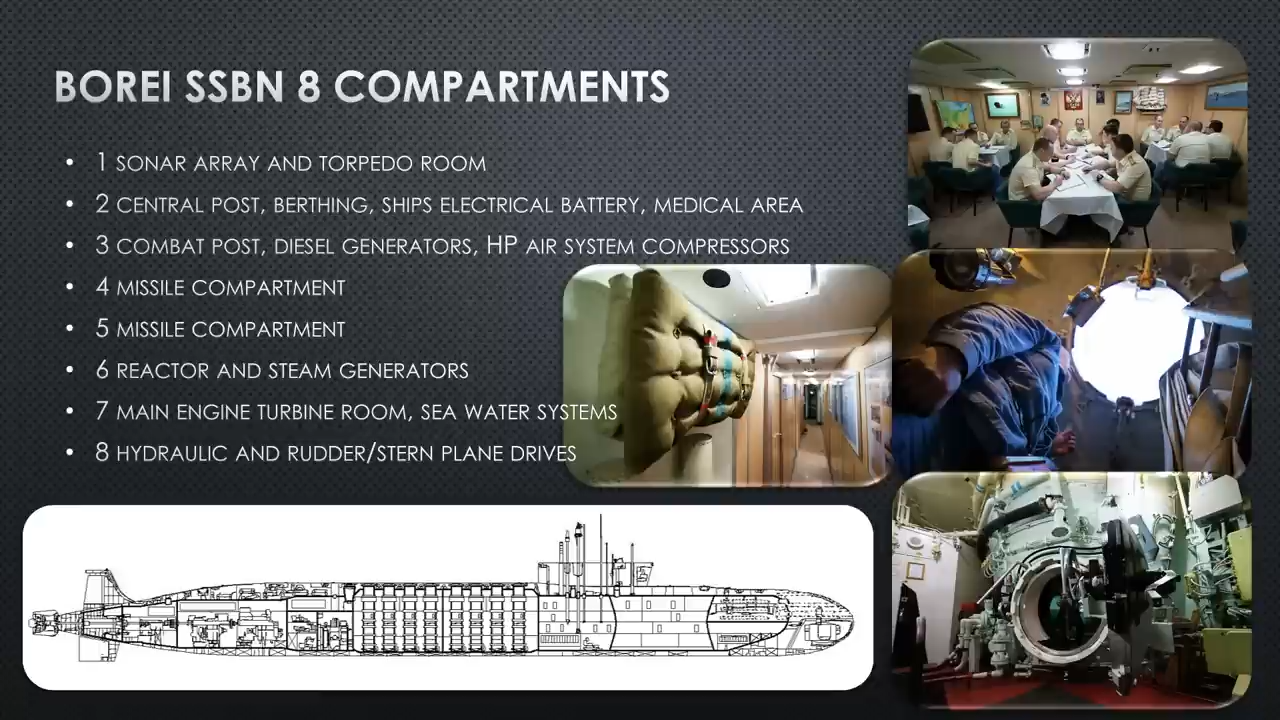 BOREI SSBN 8 COMPARTMENTS
• 1 SONAR ARRAY AND TORPEDO ROOM
• 2 CENTRAL POST, BERTHING, SHIPS ELECTRICAL BATTERY, MEDICAL AREA
• 3 COMBAT POST, DIESEL GENERATORS, HP AIR SYSTEM COMPRESSORS
• 4 MISSILE COMPARTMENT
• 5 MISSILE COMPARTMENT
• 6 REACTOR AND STEAM GENERATORS
• 7 MAIN ENGINE TURBINE ROOM, SEA WATER SYSTEMS
• 8 HYDRAULIC AND RUDDER/STERN PLANE DRIVES